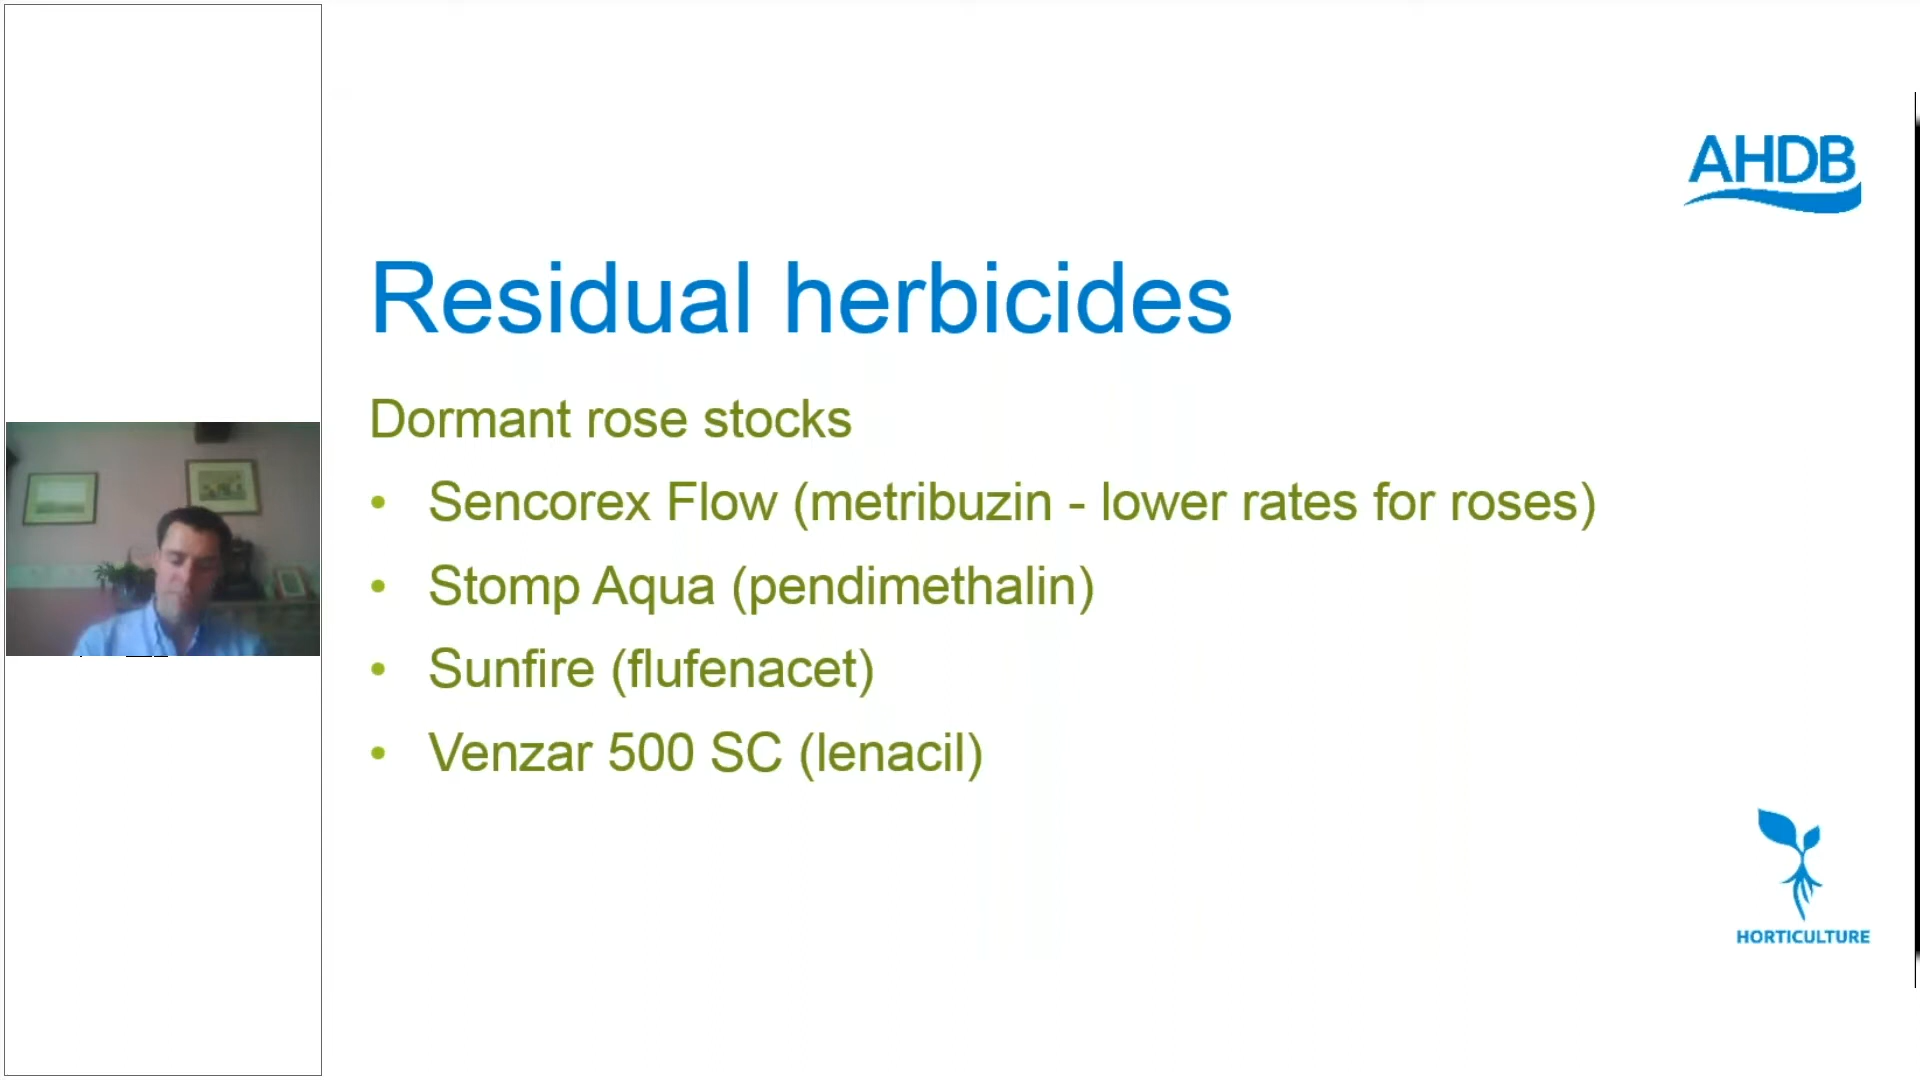 AHDB
Residual herbicides
Dormant rose stocks
• Sencorex Flow (metribuzin - lower rates for roses)
• Stomp Aqua (pendimethalin)
• Sunfire (flufenacet)
• Venzar 500 SC (lenacil)
HORTICULTURE